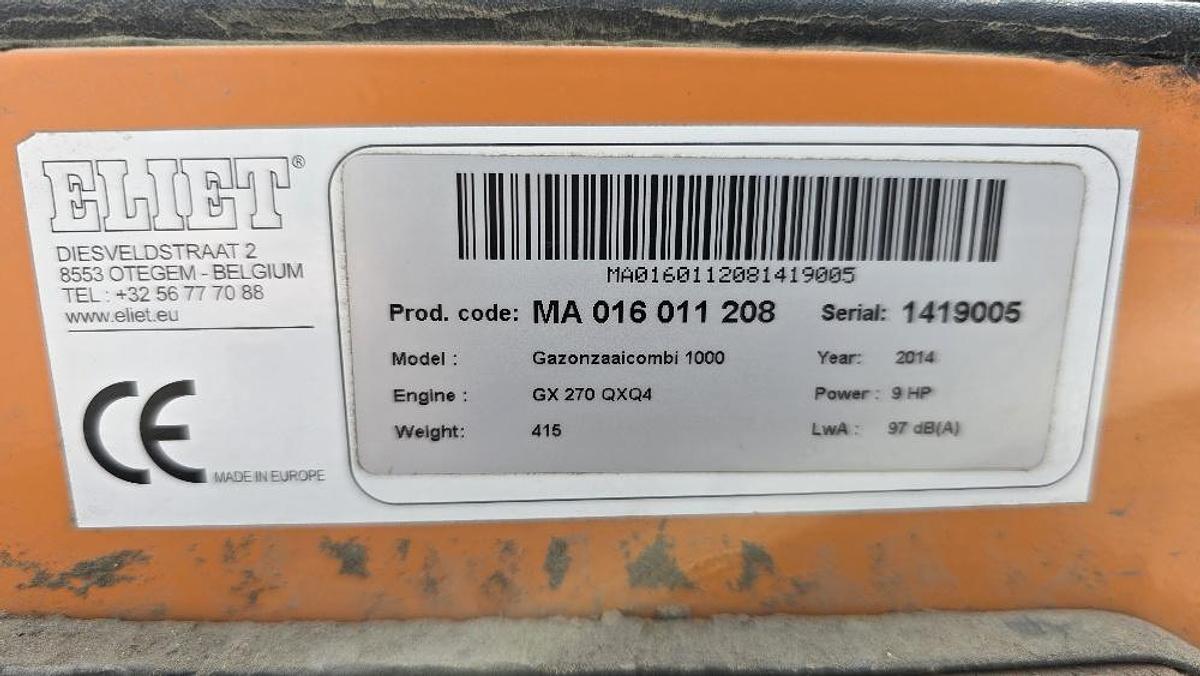 ELIET®
DIESVELDSTRAAT 2
8553 OTEGEM - BELGIUM
TEL : +32 56 77 70 88
www.eliet.eu
CE
MADE IN EUROPE
MA0160112081419005
Prod. code: MA 016 011 208 Serial: 1419005
Model : Gazonzaaicombi 1000 Year: 2014
Engine : GX 270 QXQ4 Power : 9 HP
Weight: 415 LwA : 97 dB(A)